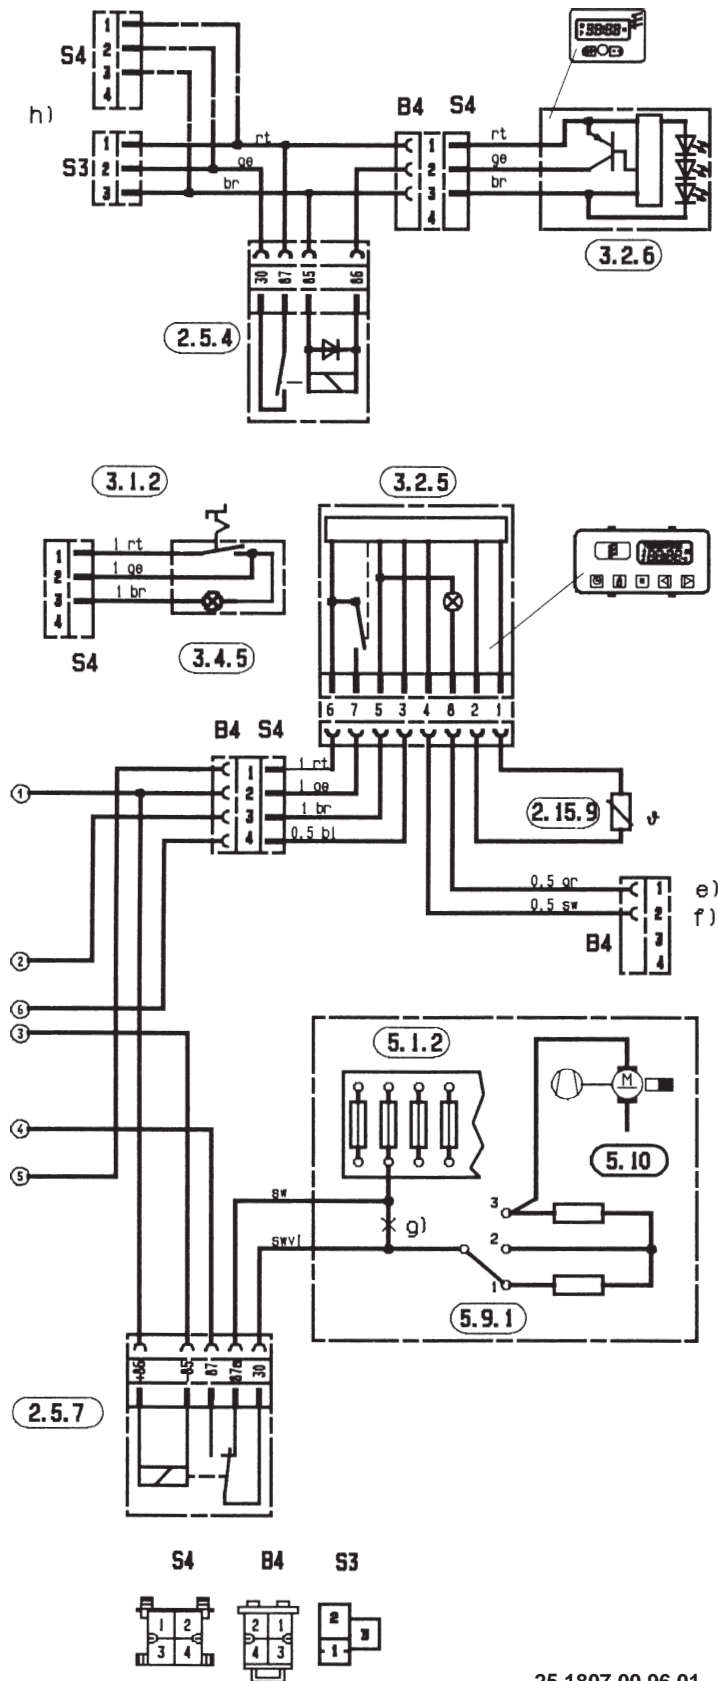 S4
1
2
3
4
h)
S3
1
2
3
rt
ge
br
B4 S4
1
2
3
4
rt
ge
br
3.2.6
30 87 85 86
2.5.4
3.1.2
3.2.5
1
2
3
4
1 rt
1 ge
1 br
S4
3.4.5
6 7 5 3 4 8 2 1
B4 S4
1
2
3
4
1 rt
1 ge
1 br
0.5 bl
2.15.9
ϑ
0.5 gr
0.5 sw
B4
1
2
3
4
e)
f)
1
2
6
3
4
5
5.1.2
M
5.10
sw
swvi
g)
3
2
1
5.9.1
+86 -85 87 87a 30
2.5.7
S4 B4 S3
1 2
3 4
2 1
4 3
2
3
1
25 1807 00 96 01